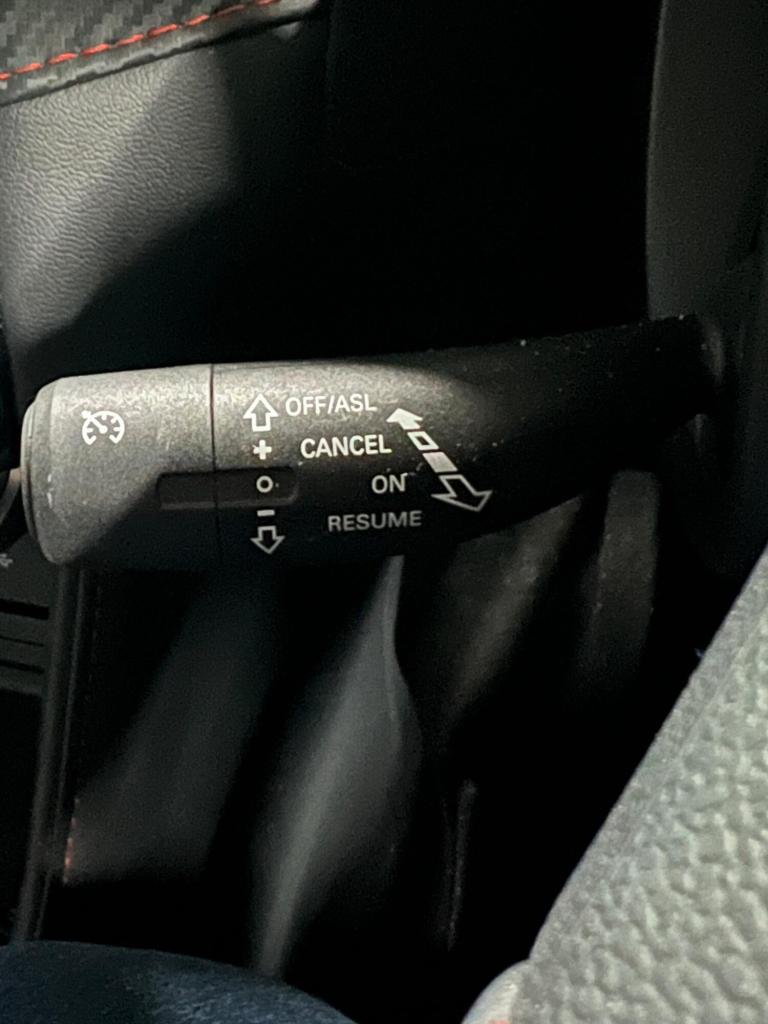 OFF/ASL
+ CANCEL
O ON
- RESUME